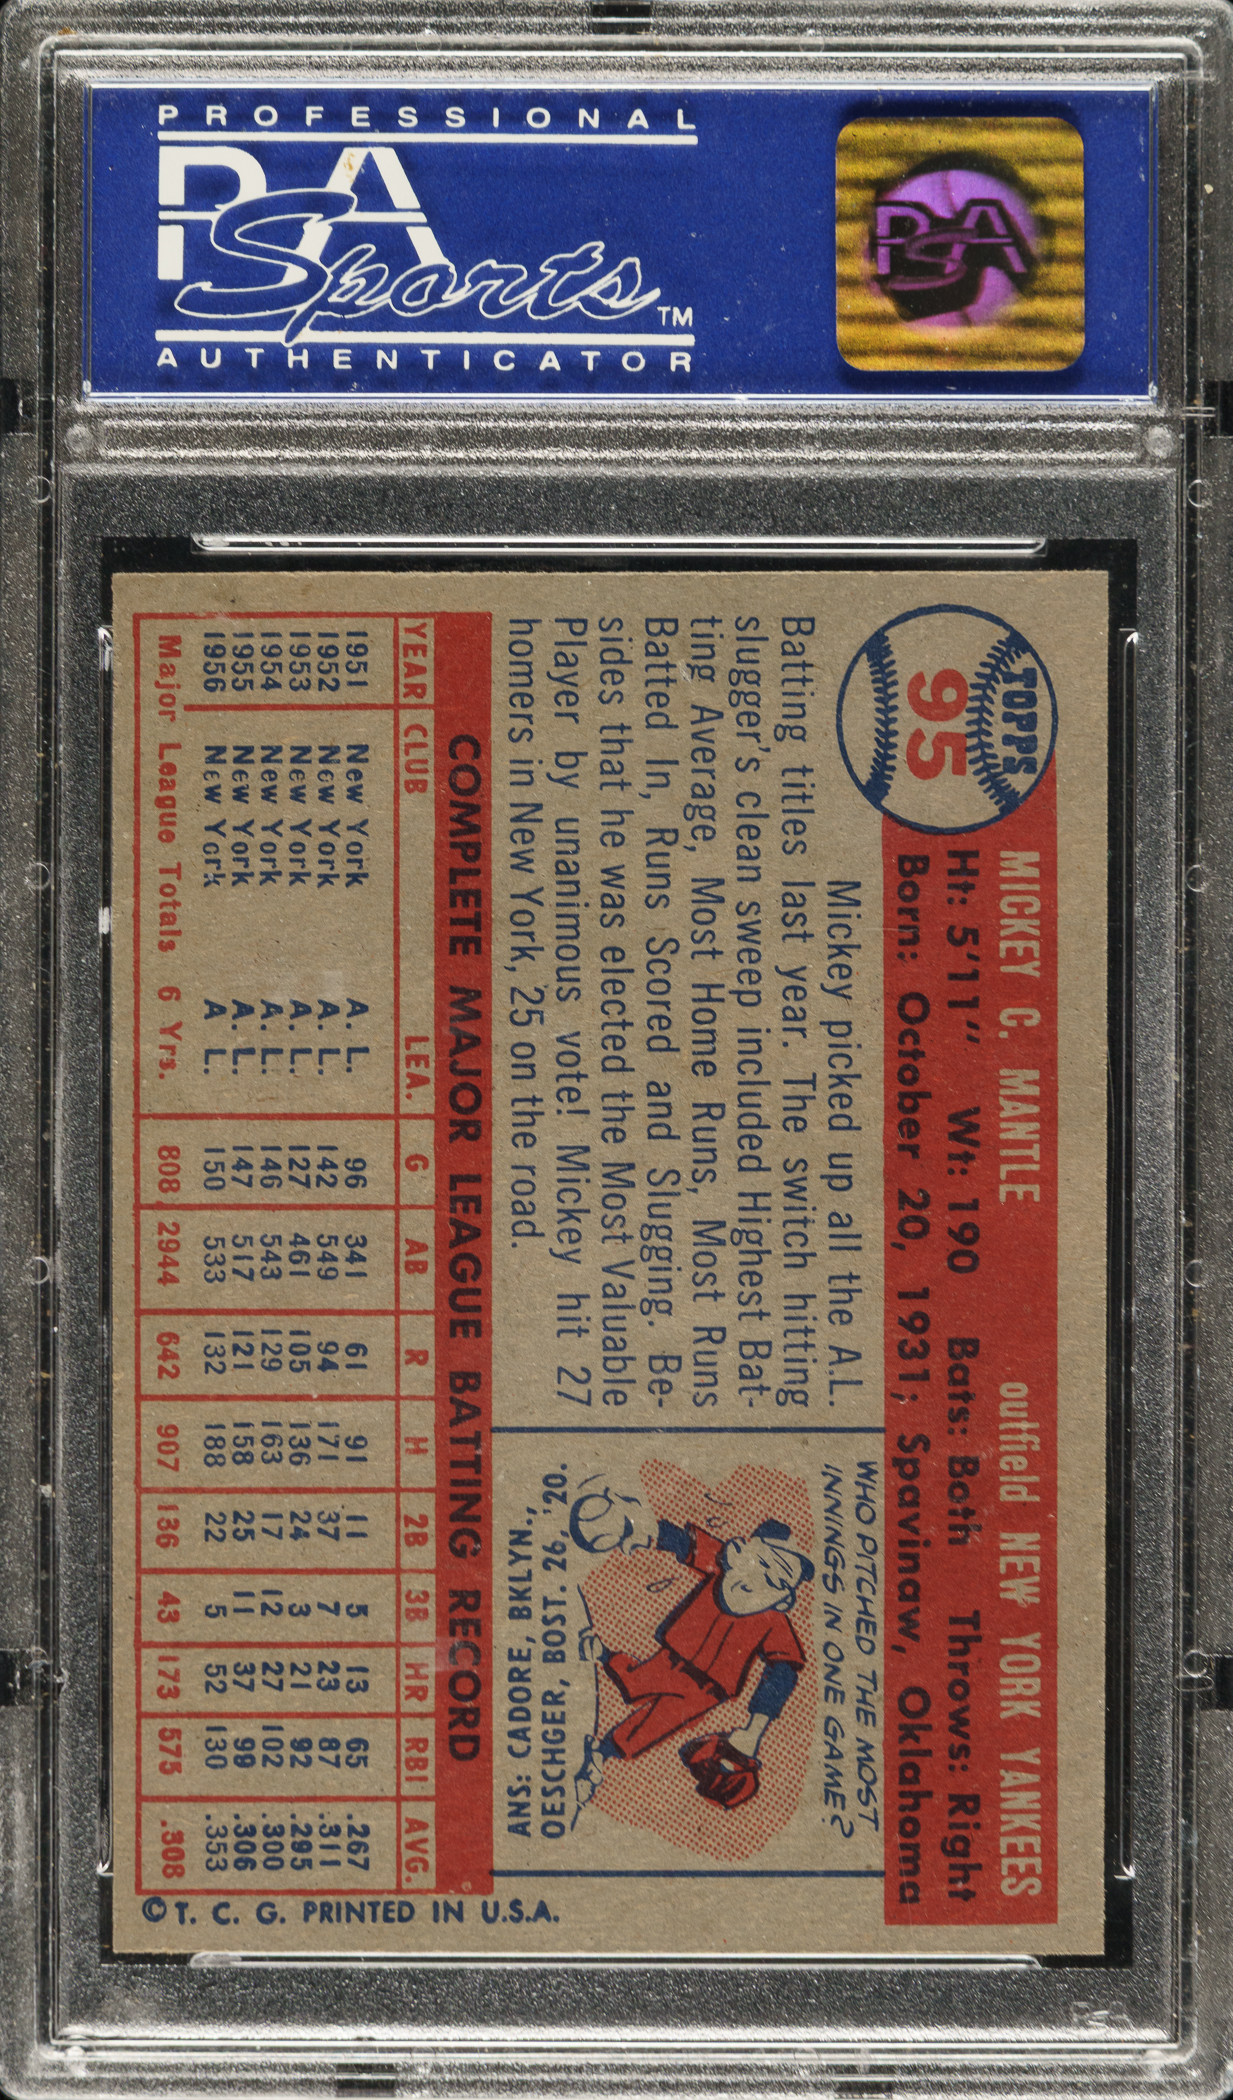 PROFESSIONAL
PSA
Sports™
AUTHENTICATOR
PSA
TOPPS
95
MICKEY C. MANTLE outfield NEW YORK YANKEES
Ht: 5'11" Wt: 190 Bats: Both Throws: Right
Born: October 20, 1931; Spavinaw, Oklahoma
Mickey picked up all the A.L.
Batting titles last year. The switch hitting
slugger's clean sweep included Highest Bat-
ting Average, Most Home Runs, Most Runs
Batted In, Runs Scored and Slugging. Be-
sides that he was elected the Most Valuable
Player by unanimous vote! Mickey hit 27
homers in New York, 25 on the road.
WHO PITCHED THE MOST
INNINGS IN ONE GAME?
ANS: CADORE, BKLYN.,
OESCHGER, BOST. 26, '20.
COMPLETE MAJOR LEAGUE BATTING RECORD
YEAR CLUB LEA. G AB R H 2B 3B HR RBI AVG.
1951 New York A. L. 96 341 61 91 11 5 13 65 .267
1952 New York A. L. 142 549 94 171 37 7 23 87 .311
1953 New York A. L. 127 461 105 136 24 3 21 92 .295
1954 New York A. L. 146 543 129 163 17 12 27 102 .300
1955 New York A. L. 147 517 121 158 25 11 37 99 .306
1956 New York A. L. 150 533 132 188 22 5 52 130 .353
Major League Totals 6 Yrs. 808 2944 642 907 136 43 173 575 .308
© T. C. G. PRINTED IN U.S.A.